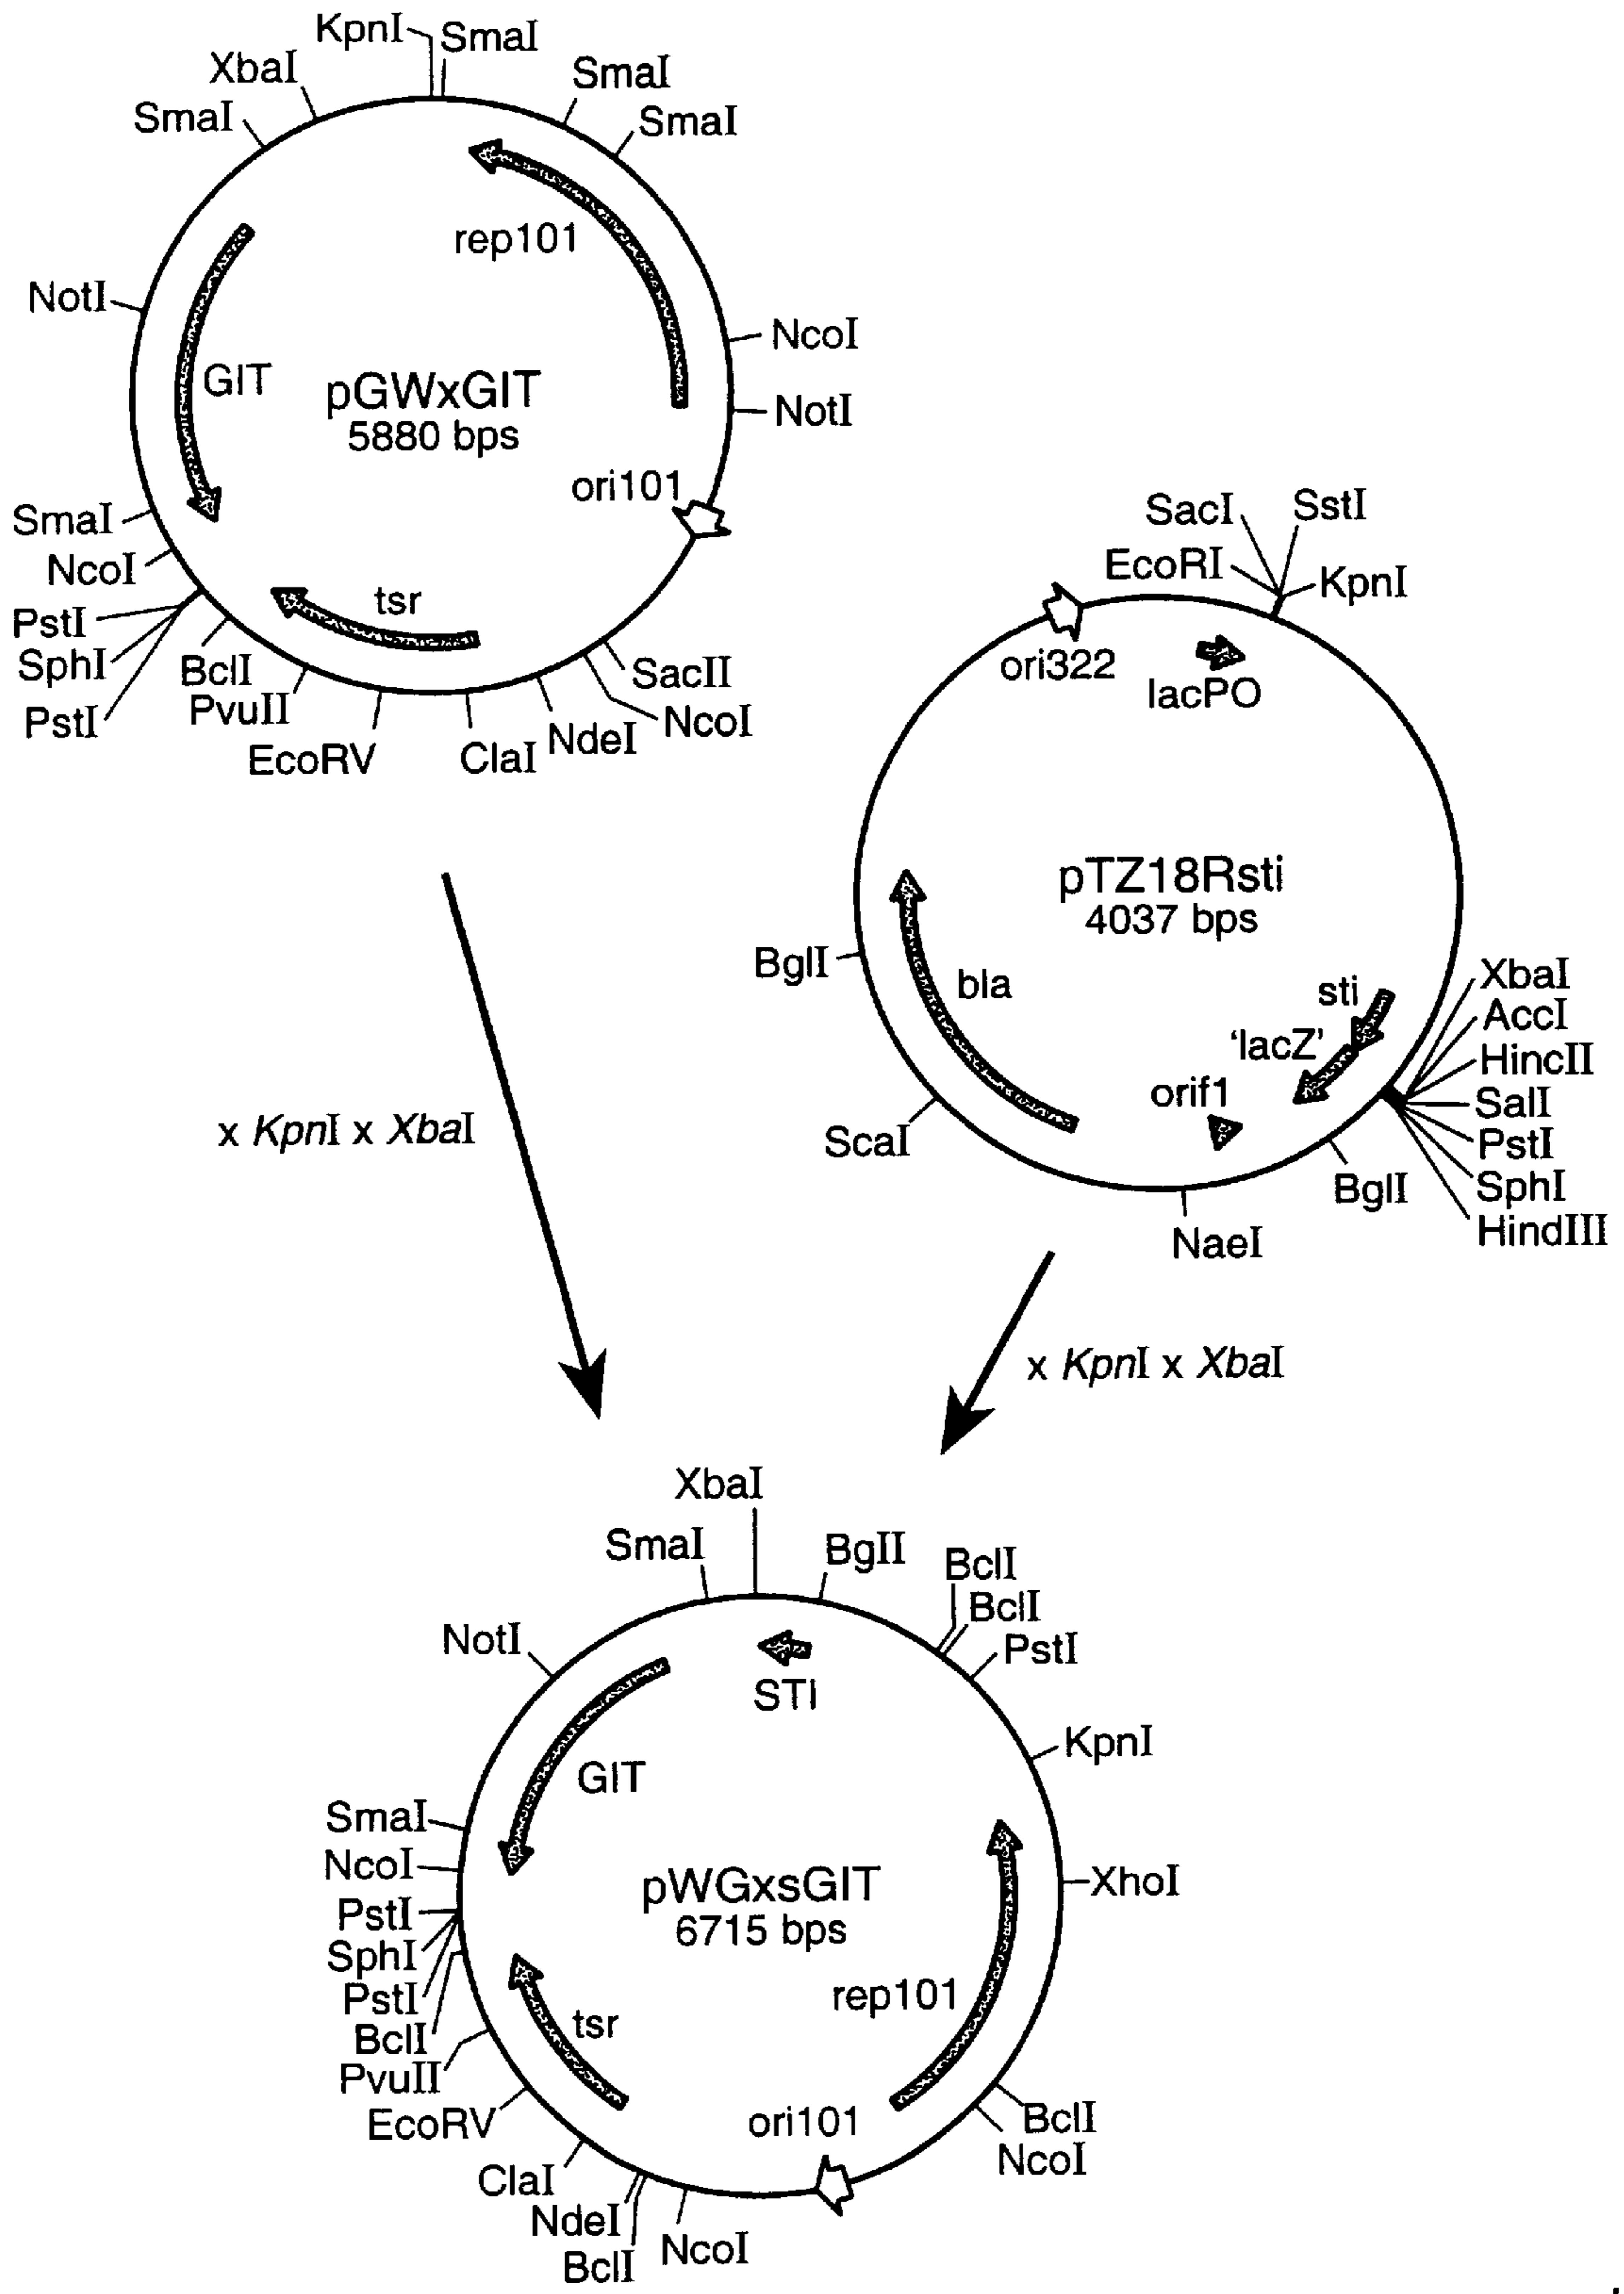 KpnI
SmaI
XbaI
SmaI
SmaI
SmaI
rep101
NotI
NcoI
GIT
pGWxGIT
5880 bps
NotI
ori101
SmaI
NcoI
PstI
SphI
PstI
BclI
PvuII
EcoRV
tsr
ClaI
NdeI
NcoI
SacII
SacI
SstI
EcoRI
KpnI
ori322
lacPO
pTZ18Rsti
4037 bps
BglI
bla
sti
'lacZ'
orif1
ScaI
XbaI
AccI
HincII
SalI
PstI
SphI
HindIII
BglI
NaeI
x KpnI x XbaI
x KpnI x XbaI
XbaI
SmaI
BglI
BclI
BclI
PstI
NotI
STI
KpnI
GIT
SmaI
NcoI
PstI
SphI
PstI
BclI
PvuII
EcoRV
pWGxsGIT
6715 bps
XhoI
rep101
tsr
ori101
BclI
NcoI
ClaI
NdeI
BclI
NcoI